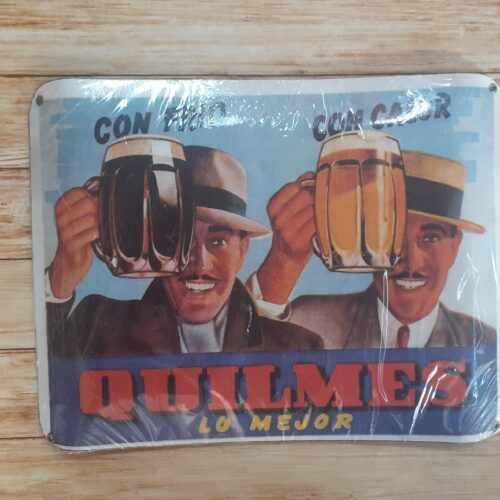 CON FRIO
CON CALOR
QUILMES
LO MEJOR